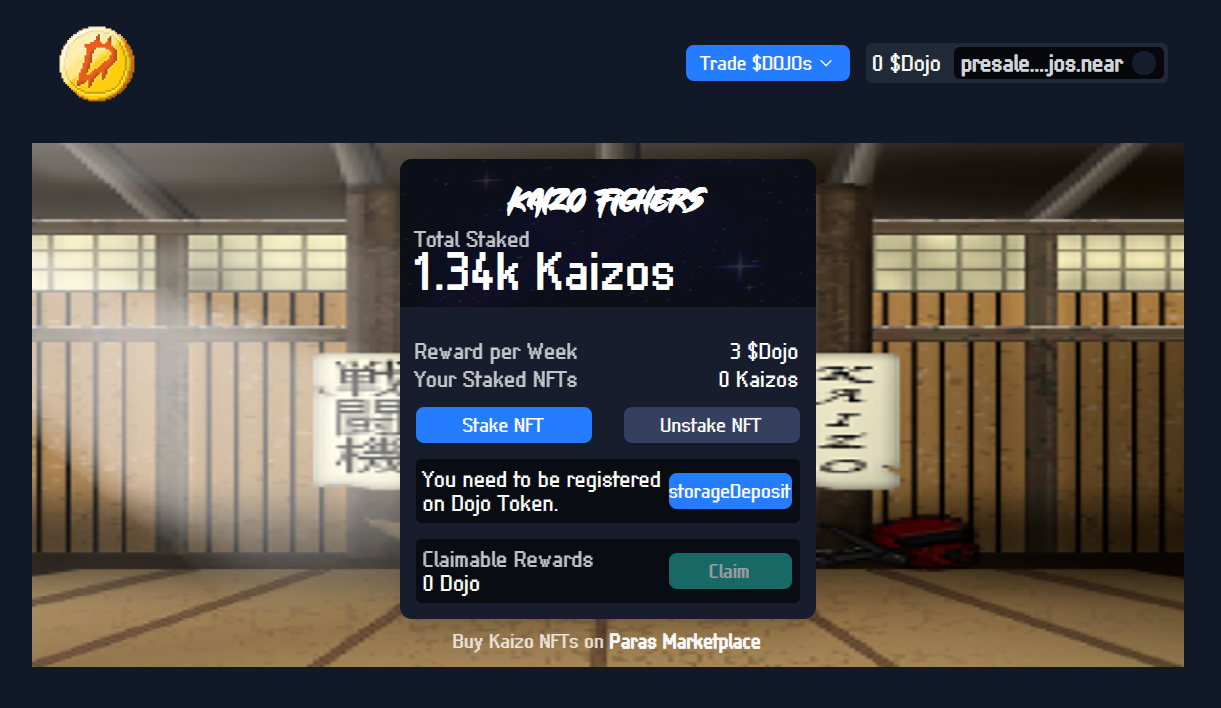 Trade $DOJOs
0 $Dojo
presale....jos.near
KAIZO FIGHERS
Total Staked
1.34k Kaizos
Reward per Week
3 $Dojo
Your Staked NFTs
0 Kaizos
Stake NFT
Unstake NFT
You need to be registered
on Dojo Token.
storageDeposit
Claimable Rewards
0 Dojo
Claim
戦
闘
機
KAIZO
Buy Kaizo NFTs on Paras Marketplace